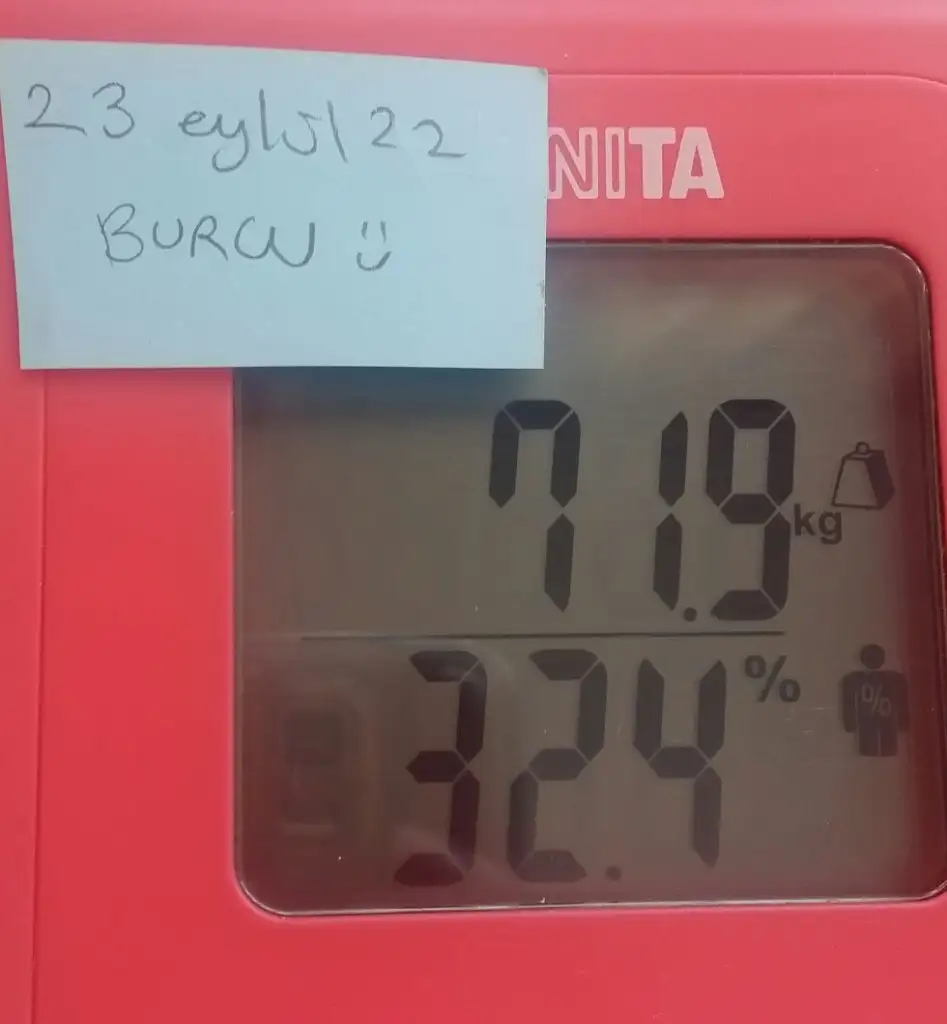 23 eylül 22
BURCU :)
NITA
71.9 kg
32.4 %
%